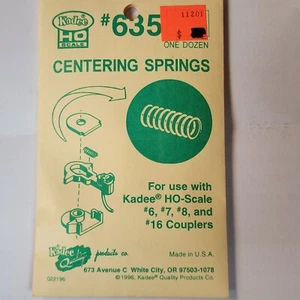 Kadee®
HO
SCALE
#635
11201
$
ONE DOZEN
CENTERING SPRINGS
For use with
Kadee® HO-Scale
#6, #7, #8, and
#16 Couplers
Kadee
Quality
products co.
Made in U.S.A.
673 Avenue C White City, OR 97503-1078
022196
©1996, Kadee® Quality Products Co.